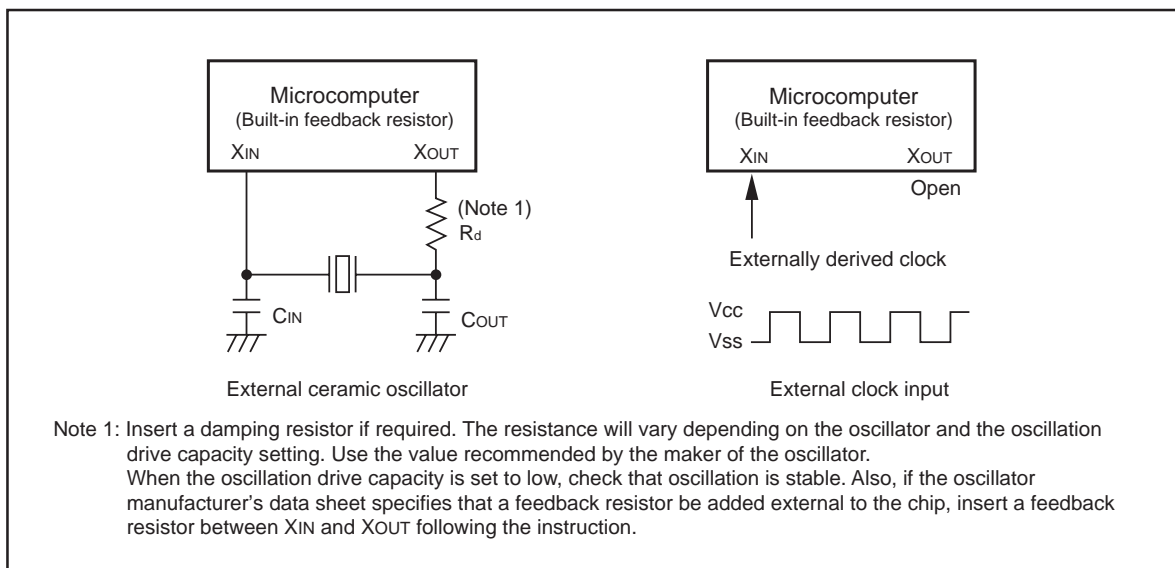 Microcomputer
(Built-in feedback resistor)
XIN XOUT
(Note 1)
Rd
CIN
COUT
External ceramic oscillator
Microcomputer
(Built-in feedback resistor)
XIN XOUT
Open
Externally derived clock
Vcc
Vss
External clock input
Note 1: Insert a damping resistor if required. The resistance will vary depending on the oscillator and the oscillation
drive capacity setting. Use the value recommended by the maker of the oscillator.
When the oscillation drive capacity is set to low, check that oscillation is stable. Also, if the oscillator
manufacturer's data sheet specifies that a feedback resistor be added external to the chip, insert a feedback
resistor between XIN and XOUT following the instruction.